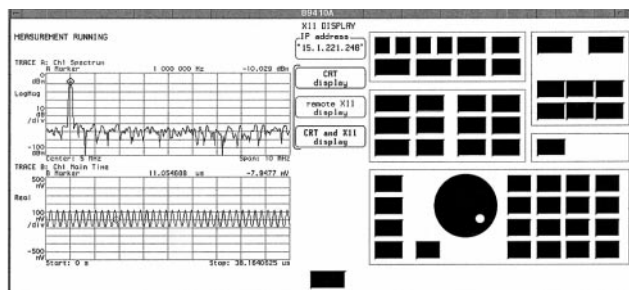 B9410A
X11 DISPLAY
MEASUREMENT RUNNING
IP address
"15.1.221.248"
TRACE A: Ch1 Spectrum
A Marker 1 000 000 Hz -10.029 dBm
0
dBm
LogMag
10
dB
/div
-100
dBm
Center: 5 MHz Span: 10 MHz
CRT
display
remote X11
display
CRT and X11
display
TRACE B: Ch1 Main Time
B Marker 11.054688 us -7.8477 mV
500
mV
Real
100
mV
/div
-500
mV
Start: 0 s Stop: 38.1640625 us